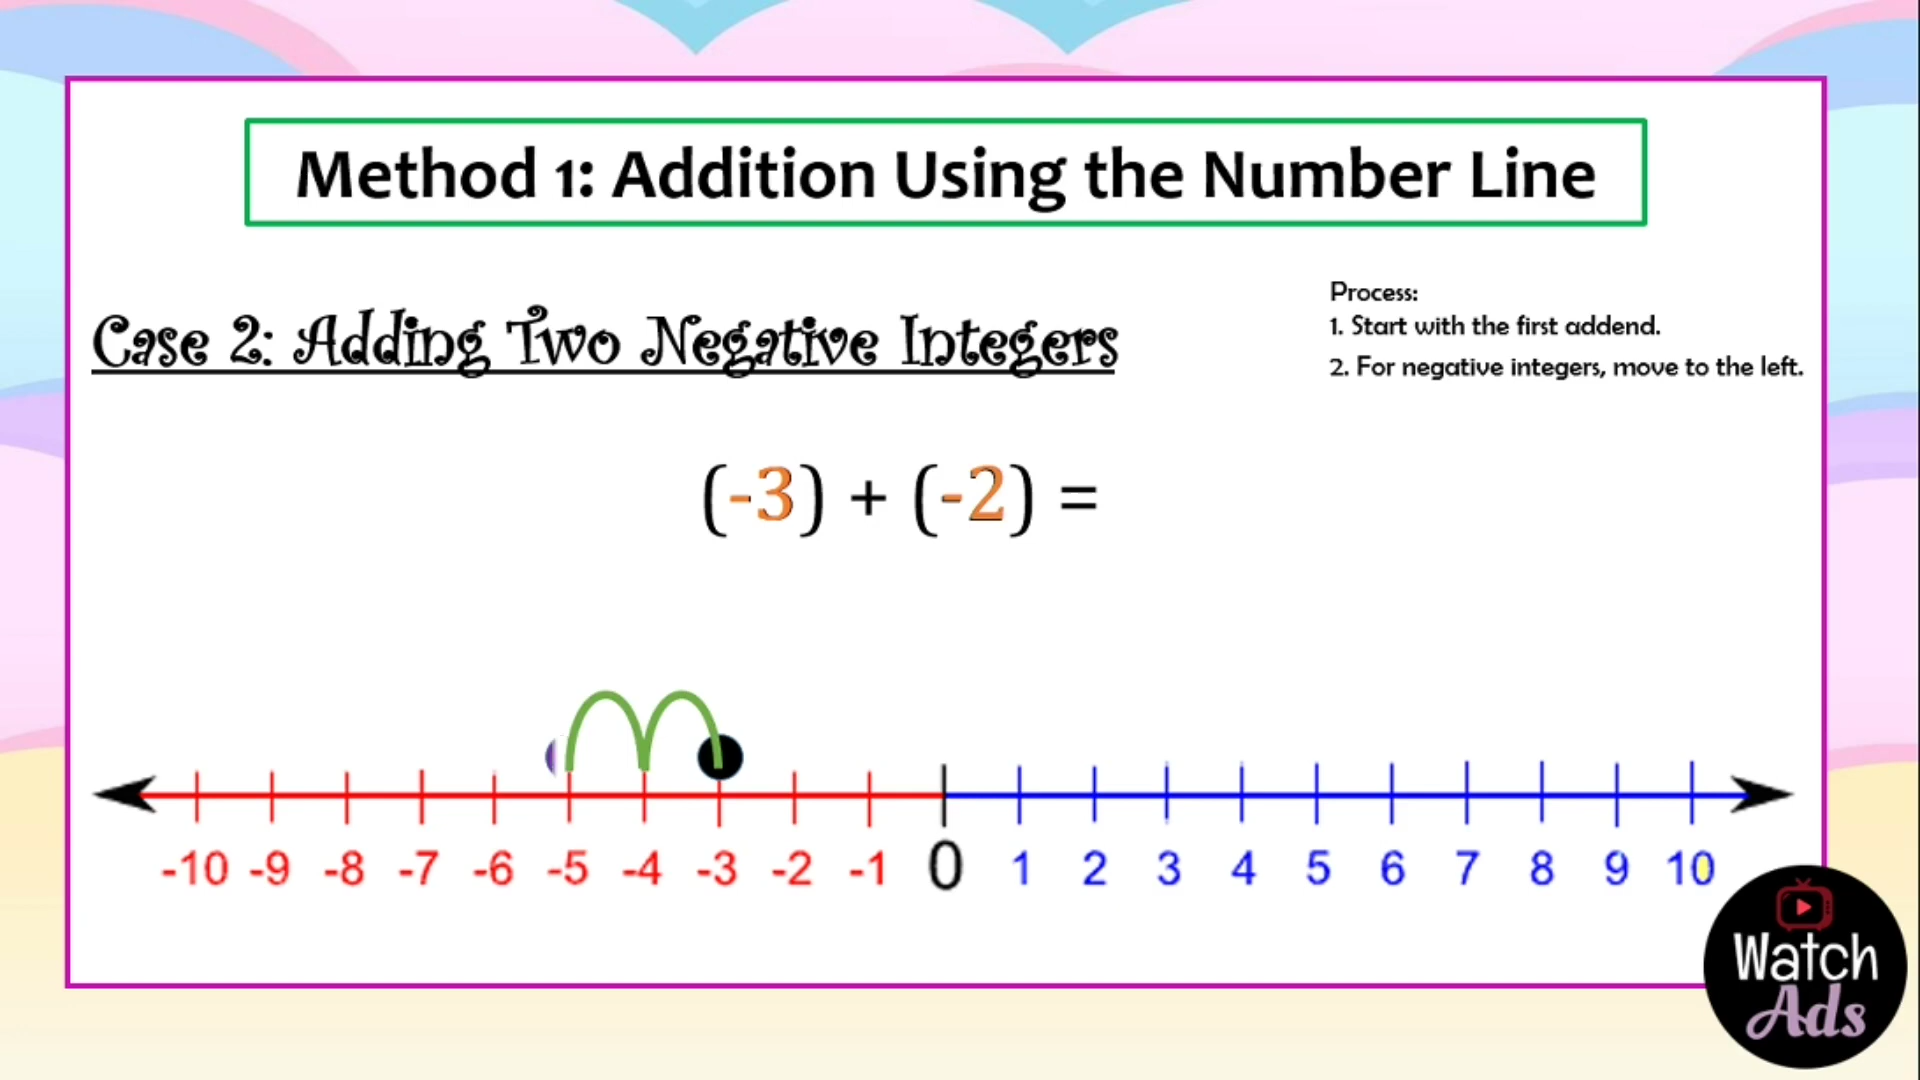 Method 1: Addition Using the Number Line
Case 2: Adding Two Negative Integers
Process:
1. Start with the first addend.
2. For negative integers, move to the left.
(-3) + (-2) =
-10 -9 -8 -7 -6 -5 -4 -3 -2 -1 0 1 2 3 4 5 6 7 8 9 10
Watch
Ads